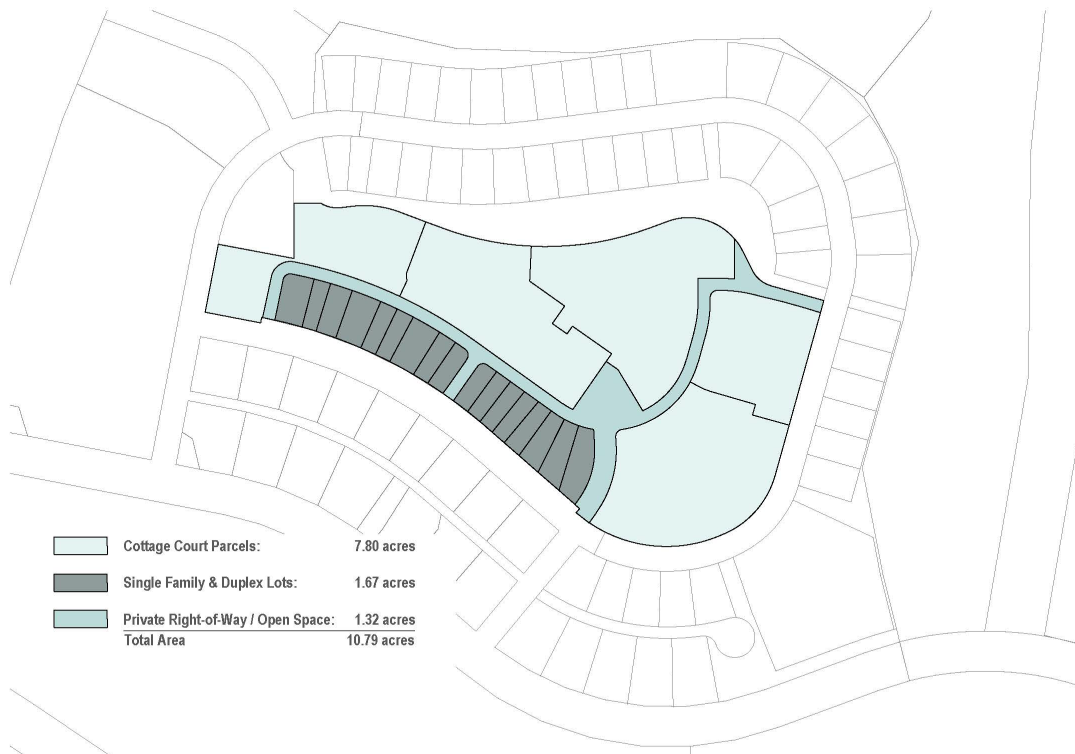 Cottage Court Parcels: 7.80 acres
Single Family & Duplex Lots: 1.67 acres
Private Right-of-Way / Open Space: 1.32 acres
Total Area 10.79 acres